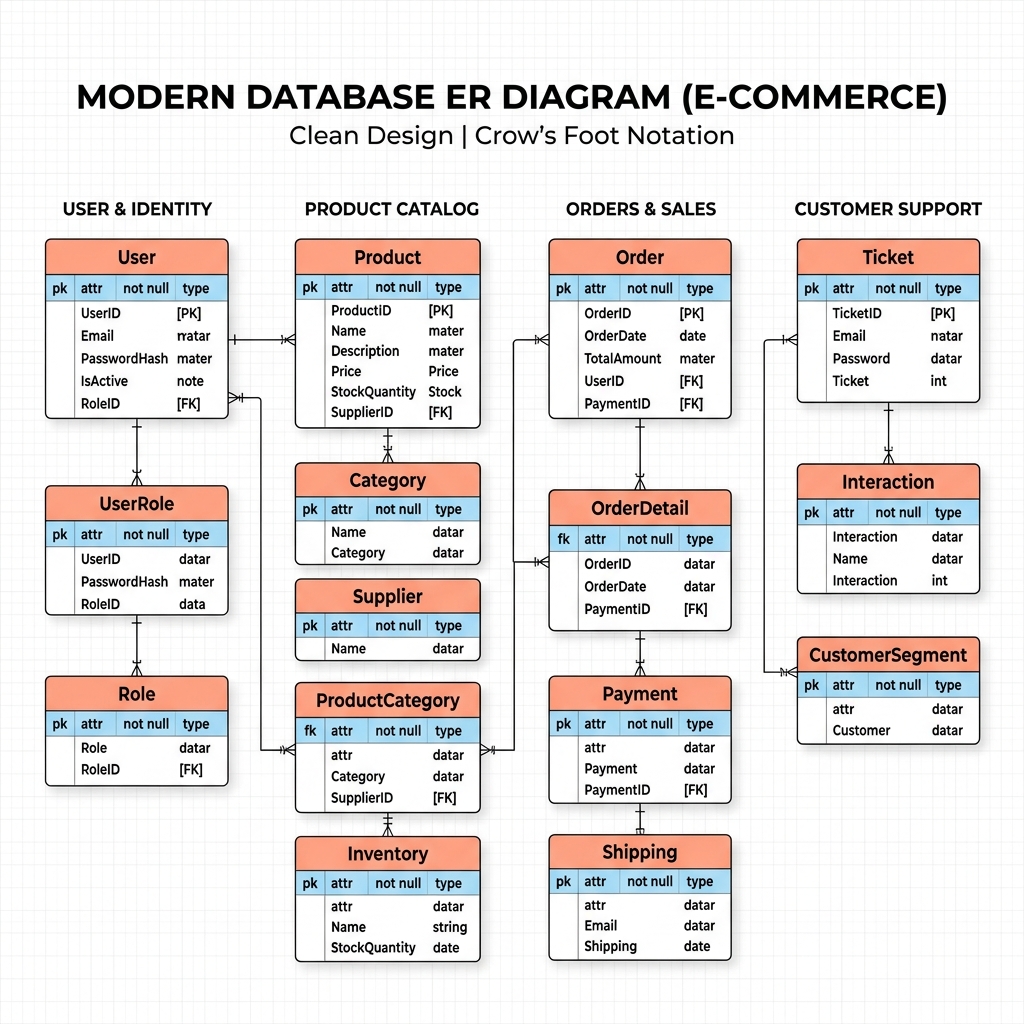 MODERN DATABASE ER DIAGRAM (E-COMMERCE)
Clean Design | Crow's Foot Notation
USER & IDENTITY
User
pk attr not null type
UserID [PK]
Email
PasswordHash mater
IsActive note
RoleID [FK]
UserRole
pk attr not null type
UserID datar
PasswordHash mater
RoleID data
Role
pk attr not null type
Role datar
RoleID [FK]
PRODUCT CATALOG
Product
pk attr not null type
ProductID [PK]
Name mater
Description mater
Price Price
StockQuantity Stock
SupplierID [FK]
Category
pk attr not null type
Name datar
Category datar
Supplier
pk attr not null type
Name datar
ProductCategory
fk attr not null type
attr datar
Category datar
SupplierID [FK]
Inventory
pk attr not null type
attr datar
Name string
StockQuantity date
ORDERS & SALES
Order
pk attr not null type
OrderID [PK]
OrderDate date
TotalAmount mater
UserID [FK]
PaymentID [FK]
OrderDetail
fk attr not null type
OrderID datar
OrderDate datar
PaymentID [FK]
Payment
pk attr not null type
attr datar
Payment datar
PaymentID [FK]
Shipping
pk attr not null type
attr datar
Email datar
Shipping date
CUSTOMER SUPPORT
Ticket
pk attr not null type
TicketID [PK]
Email natar
Password datar
Ticket int
Interaction
pk attr not null type
Interaction datar
Name datar
Interaction int
CustomerSegment
pk attr not null type
attr datar
Customer datar